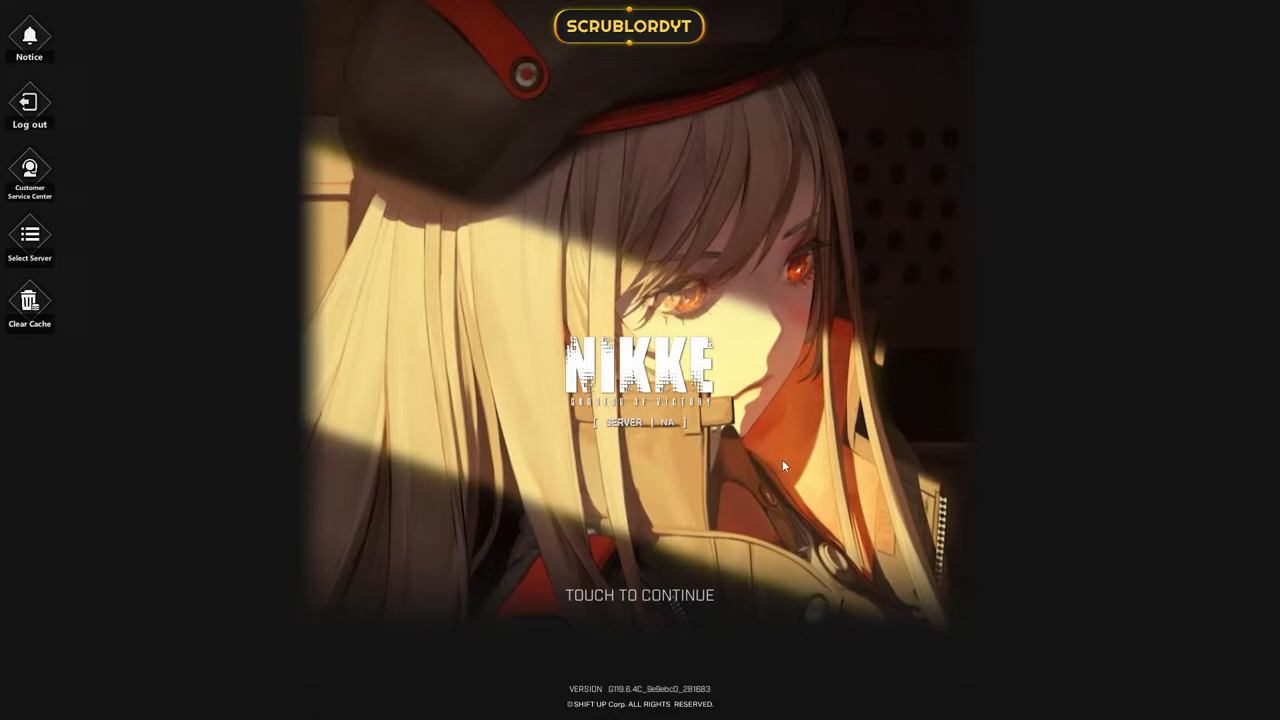 SCRUBLORDYT
Notice
Log out
Customer
Service Center
Select Server
Clear Cache
NIKKE
GODDESS OF VICTORY
[ SERVER | NA ]
TOUCH TO CONTINUE
VERSION G119.6.4C_9e9ebc0_281683
©SHIFT UP Corp. ALL RIGHTS RESERVED.